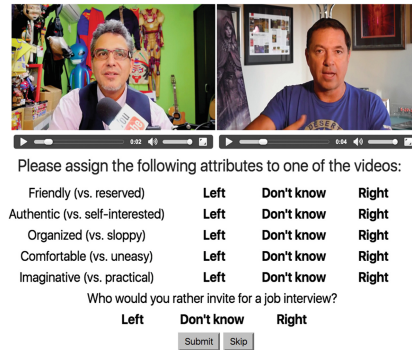 0:02 0:04
Please assign the following attributes to one of the videos:
Friendly (vs. reserved) Left Don't know Right
Authentic (vs. self-interested) Left Don't know Right
Organized (vs. sloppy) Left Don't know Right
Comfortable (vs. uneasy) Left Don't know Right
Imaginative (vs. practical) Left Don't know Right
Who would you rather invite for a job interview?
Left Don't know Right
Submit Skip